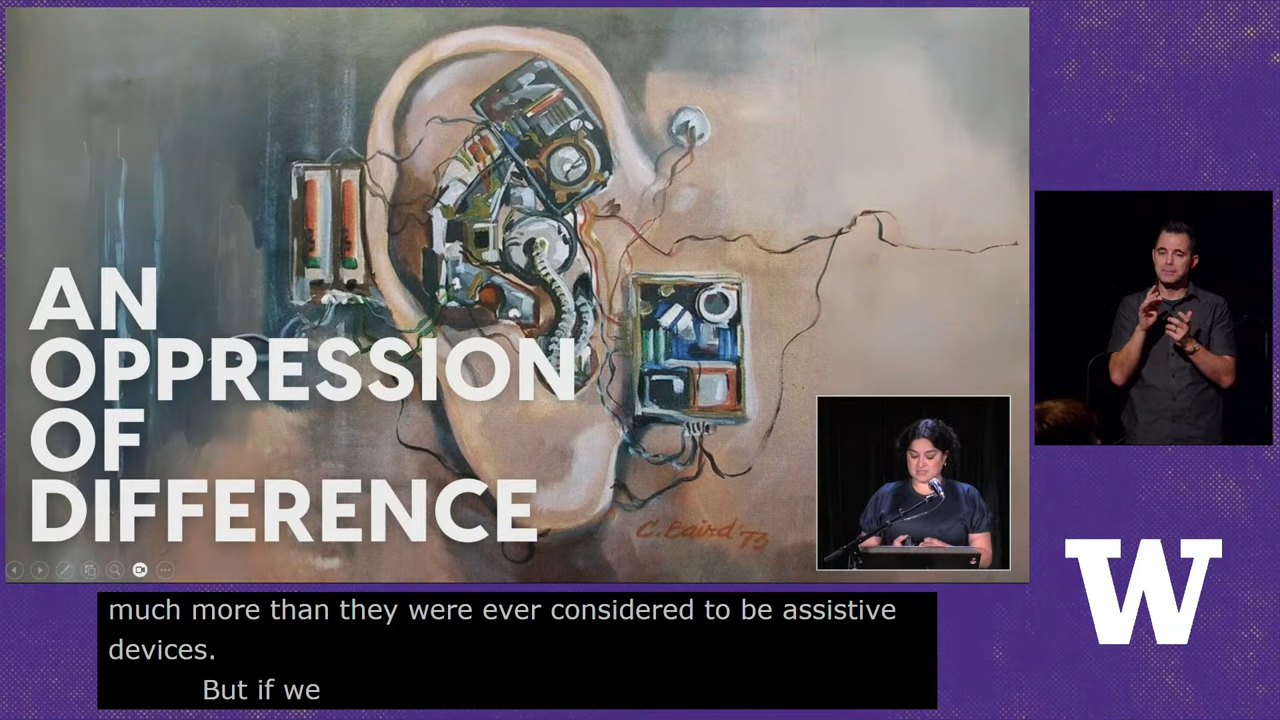 AN
OPPRESSION
OF
DIFFERENCE
C. Baird '73
W
much more than they were ever considered to be assistive
devices.
But if we